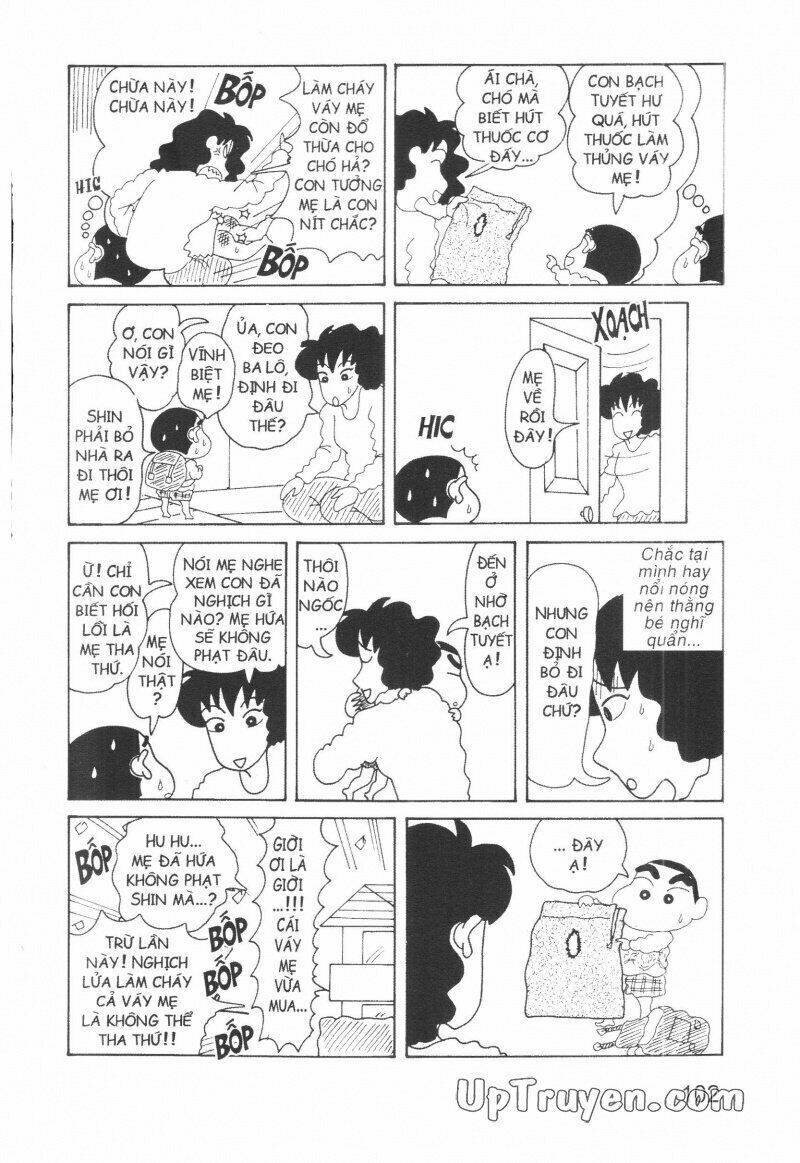 CON BẠCH
TUYẾT HƯ
QUÁ, HÚT
THUỐC LÀM
THỦNG VÁY
MẸ!
ÁI CHÀ,
CHÓ MÀ
BIẾT HÚT
THUỐC CƠ
ĐẤY...
LÀM CHÁY
VÁY MẸ
CÒN ĐỔ
THỪA CHO
CHÓ HẢ?
CON TƯỞNG
MẸ LÀ CON
NÍT CHẮC?
BỐP
CHỪA NÀY!
CHỪA NÀY!
HIC
BỐP
XOẠCH
MẸ
VỀ
RỒI
ĐÂY!
HIC
ỦA, CON
ĐEO
BA LÔ,
ĐỊNH ĐI
ĐÂU
THẾ?
VĨNH
BIỆT
MẸ!
Ơ, CON
NÓI GÌ
VẬY?
SHIN
PHẢI BỎ
NHÀ RA
ĐI THÔI
MẸ ƠI!
Chắc tại
mình hay
nổi nóng
nên thằng
bé nghĩ
quẩn...
NHƯNG
CON
ĐỊNH
BỎ ĐI
ĐÂU
CHỨ?
ĐẾN
Ở
NHỜ
BẠCH
TUYẾT
Ạ!
THÔI
NÀO
NGỐC
...
NÓI MẸ NGHE
XEM CON ĐÃ
NGHỊCH GÌ
NÀO? MẸ HỨA
SẼ KHÔNG
PHẠT ĐÂU.
MẸ
NÓI
THẬT
?
Ừ! CHỈ
CẦN CON
BIẾT HỐI
LỖI LÀ
MẸ THA
THỨ.
... ĐÂY
Ạ!
GIỜI
ƠI LÀ
GIỜI
...!!!
CÁI
VÁY
MẸ
VỪA
MUA...
HU HU...
MẸ ĐÃ HỨA
KHÔNG PHẠT
SHIN MÀ...?
BỐP
BỐP
BỐP
BỐP
TRỪ LẦN
NÀY! NGHỊCH
LỬA LÀM CHÁY
CẢ VÁY MẸ
LÀ KHÔNG THỂ
THA THỨ!!
162
UpTruyen.com